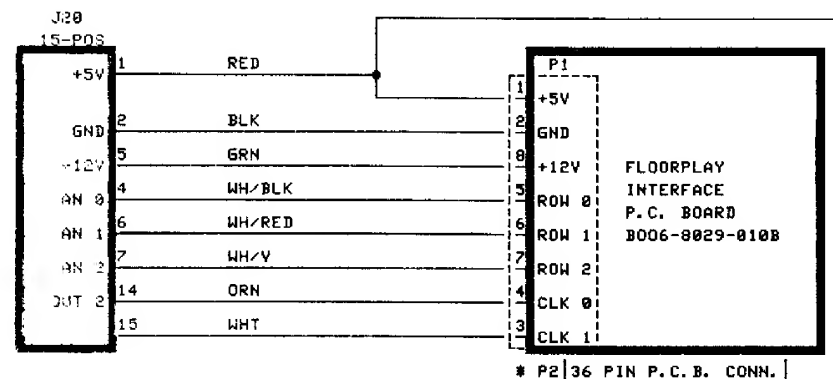 J20
15-POS
+5V 1 RED
GND 2 BLK
+12V 5 GRN
AN 0 4 WH/BLK
AN 1 6 WH/RED
AN 2 7 WH/V
OUT 2 14 ORN
15 WHT
P1
1 +5V
2 GND
8 +12V
5 ROW 0
6 ROW 1
7 ROW 2
4 CLK 0
3 CLK 1
FLOORPLAY
INTERFACE
P.C. BOARD
B006-8029-010B
* P2 36 PIN P.C.B. CONN.